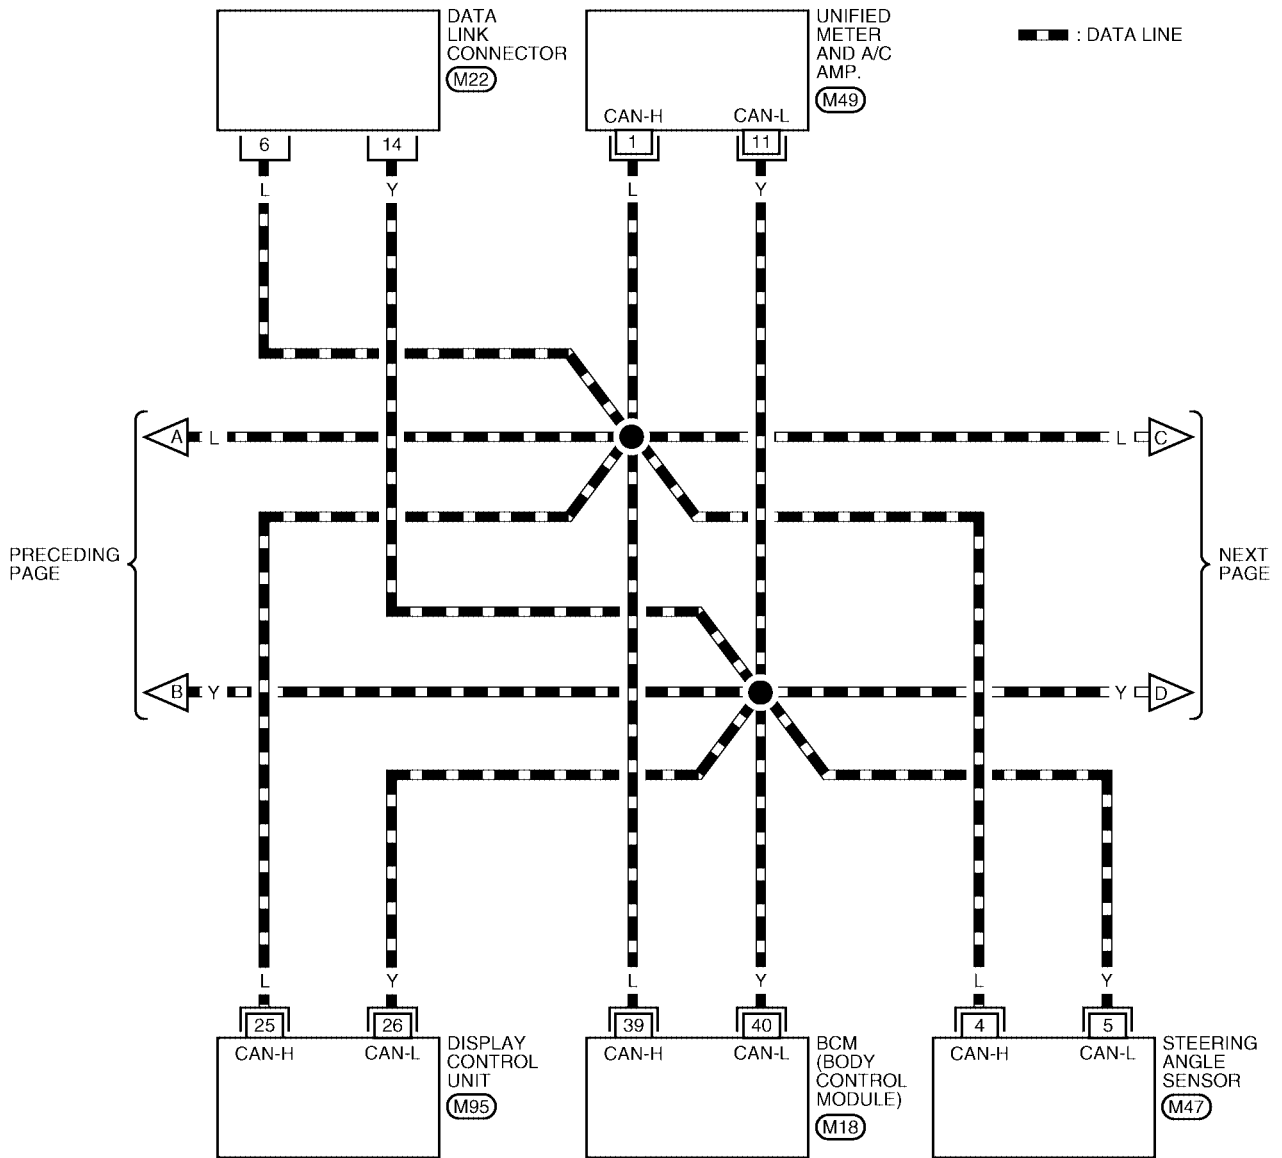 DATA
LINK
CONNECTOR
M22
UNIFIED
METER
AND A/C
AMP.
M49
: DATA LINE
CAN-H
CAN-L
6
14
1
11
L
Y
L
Y
A
L
L
C
PRECEDING
PAGE
NEXT
PAGE
B
Y
Y
D
L
Y
L
Y
L
Y
25
26
39
40
4
5
CAN-H
CAN-L
DISPLAY
CONTROL
UNIT
M95
CAN-H
CAN-L
BCM
(BODY
CONTROL
MODULE)
M18
CAN-H
CAN-L
STEERING
ANGLE
SENSOR
M47